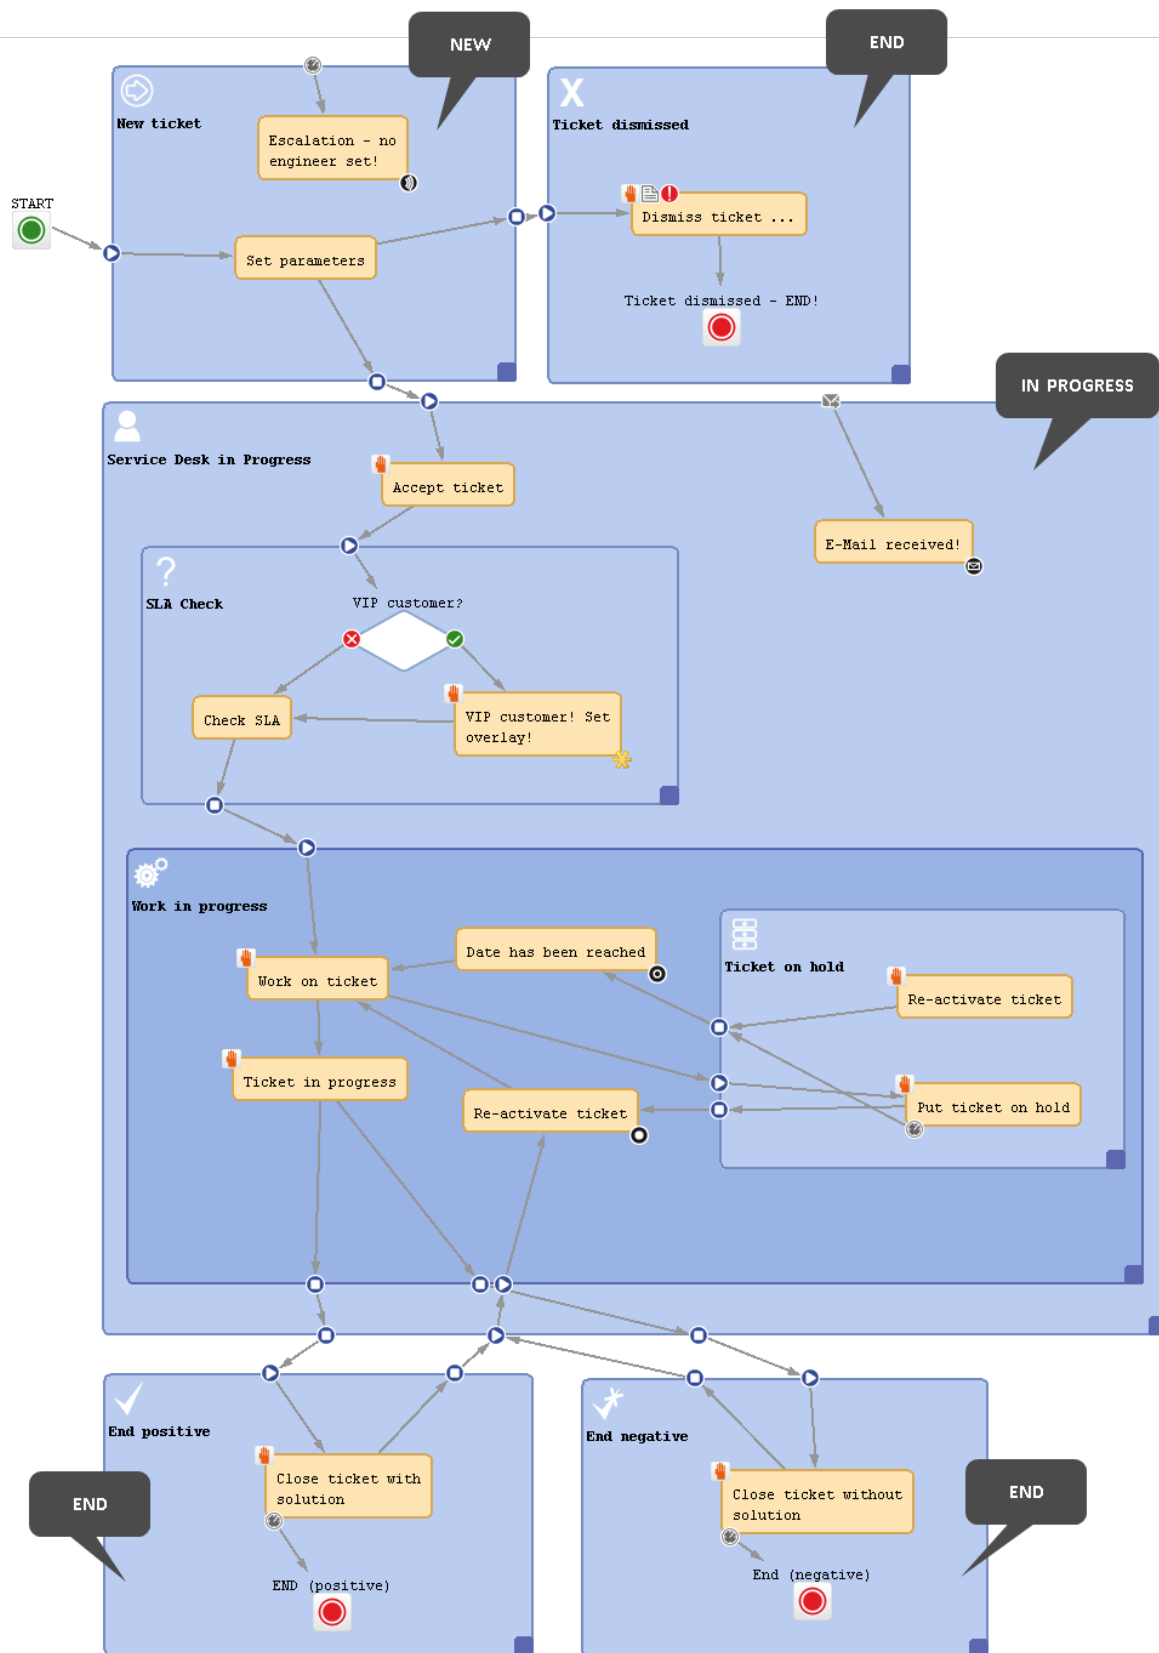 NEW
END
New ticket
Escalation - no
engineer set!
Ticket dismissed
START
Set parameters
Dismiss ticket ...
Ticket dismissed - END!
IN PROGRESS
Service Desk in Progress
Accept ticket
E-Mail received!
SLA Check
VIP customer?
Check SLA
VIP customer! Set
overlay!
Work in progress
Date has been reached
Ticket on hold
Work on ticket
Re-activate ticket
Ticket in progress
Re-activate ticket
Put ticket on hold
End positive
End negative
Close ticket with
solution
Close ticket without
solution
END
END
END (positive)
End (negative)